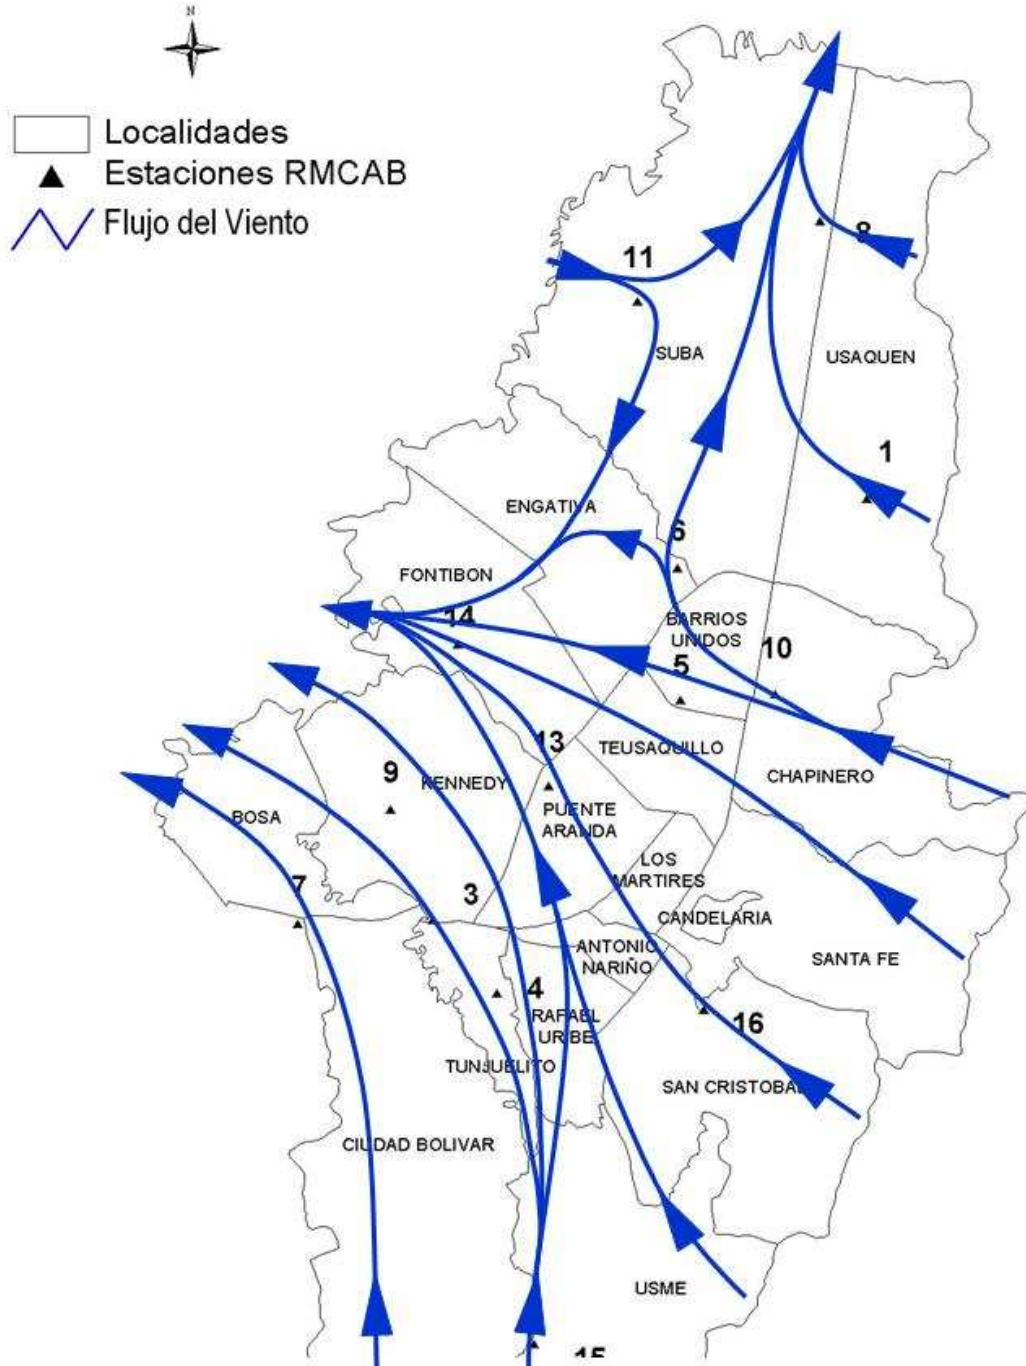 N
Localidades
Estaciones RMCAB
Flujo del Viento
8
11
SUBA
USAQUEN
1
ENGATIVA
6
FONTIBON
14
BARRIOS
UNIDOS
10
5
13
TEUSAQUILLO
9
KENNEDY
CHAPINERO
BOSA
PUENTE
ARANDA
LOS
MARTIRES
7
3
CANDELARIA
ANTONIO
NARIÑO
SANTA FE
4
RAFAEL
URIBE
16
TUNJUELITO
SAN CRISTOBAL
CIUDAD BOLIVAR
USME
15